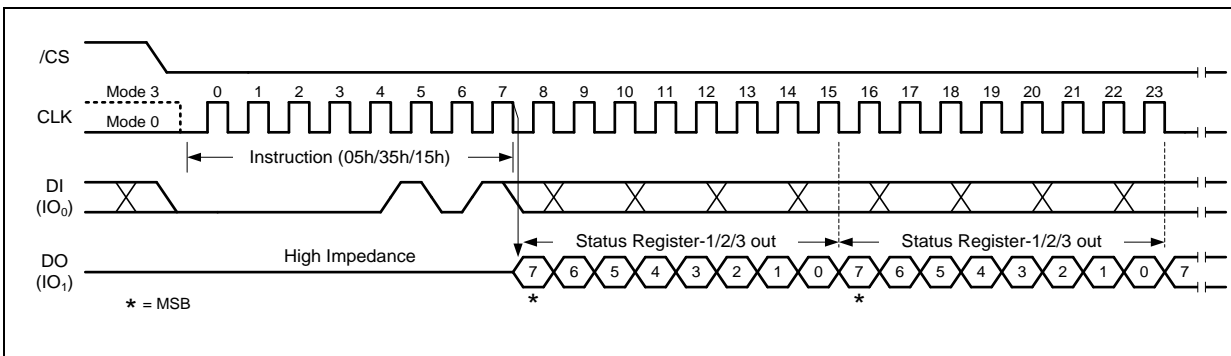 /CS
Mode 3 0 1 2 3 4 5 6 7 8 9 10 11 12 13 14 15 16 17 18 19 20 21 22 23
CLK
Mode 0
Instruction (05h/35h/15h)
DI
(IO₀)
Status Register-1/2/3 out Status Register-1/2/3 out
High Impedance
DO
(IO₁)
7 6 5 4 3 2 1 0 7 6 5 4 3 2 1 0 7
* *
* = MSB